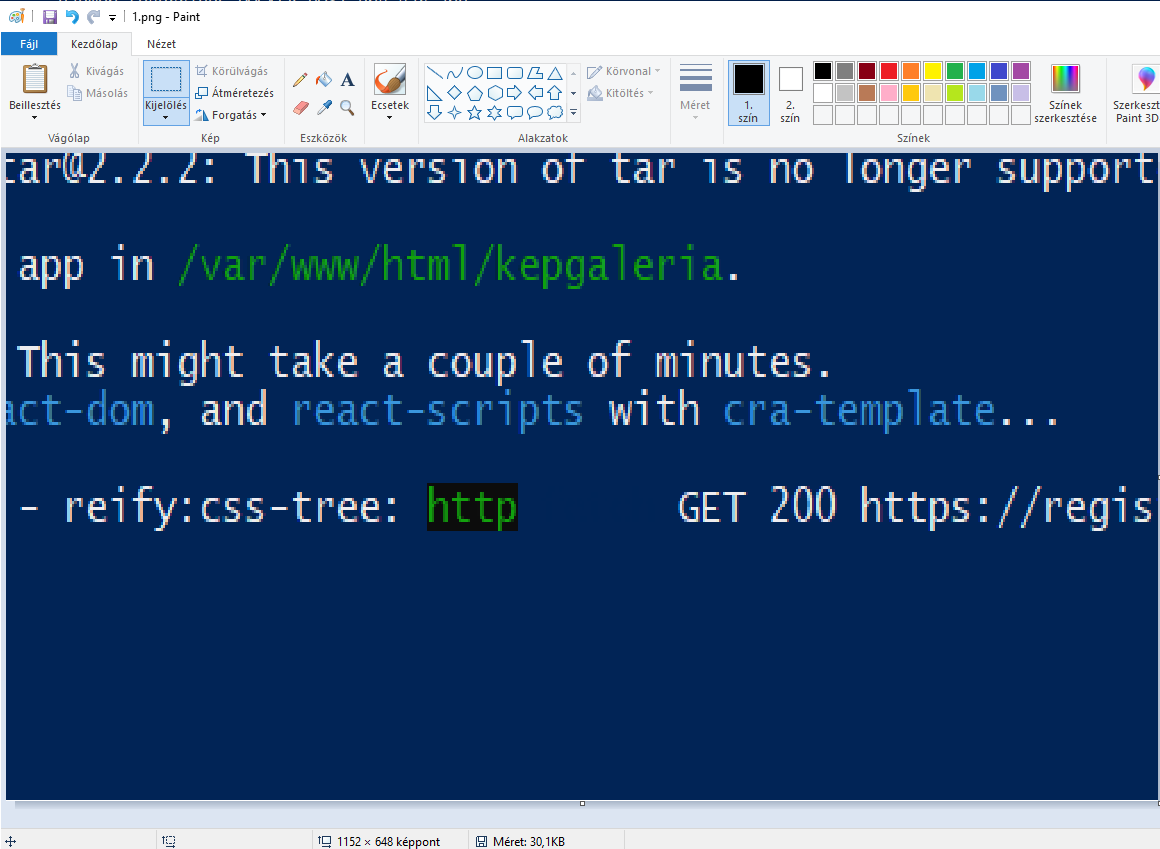 1.png - Paint
Fájl Kezdőlap Nézet
Beillesztés
Kivágás
Másolás
Vágólap
Kijelölés
Körülvágás
Átméretezés
Forgatás
Kép
A
Eszközök
Ecsetek
Körvonal
Kitöltés
Alakzatok
Méret
1.
szín
2.
szín
Színek
szerkesztése
Színek
Szerkeszt
Paint 3D
tar@2.2.2: This version of tar is no longer support
app in /var/www/html/kepgaleria.
This might take a couple of minutes.
act-dom, and react-scripts with cra-template...
- reify:css-tree: http GET 200 https://regis
1152 × 648 képpont
Méret: 30,1KB